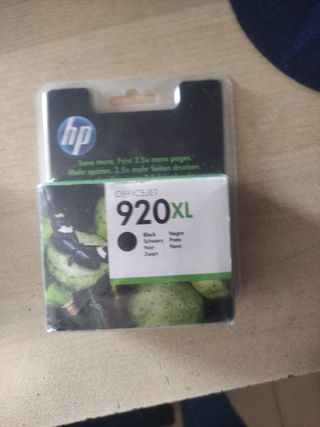 hp
Save more. Print 2.5x more pages.*
Mehr sparen. 2.5x mehr Seiten drucken.
OFFICEJET
920XL
Black Negro
Schwarz Preto
Noir Nero
Zwart